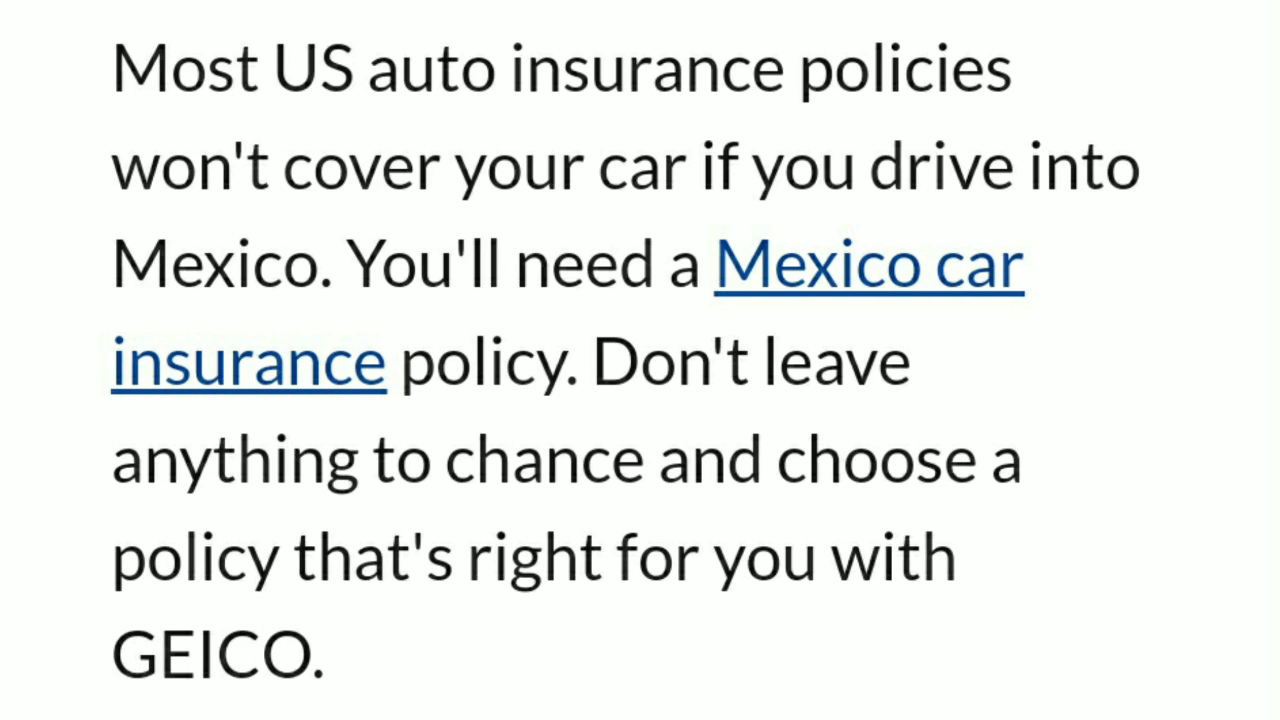 Most US auto insurance policies
won't cover your car if you drive into
Mexico. You'll need a Mexico car
insurance policy. Don't leave
anything to chance and choose a
policy that's right for you with
GEICO.